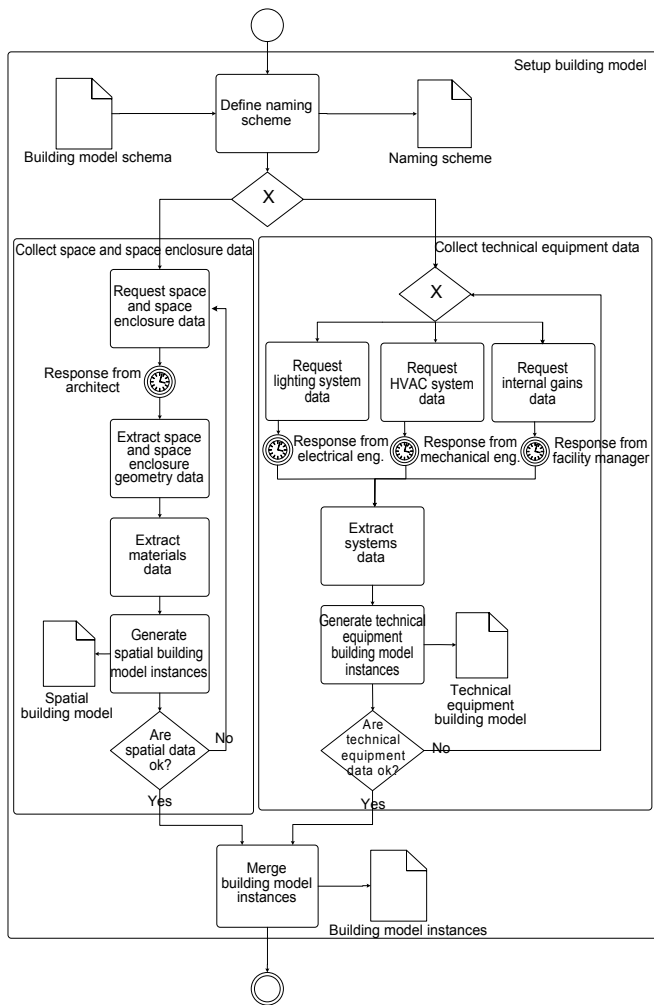 Setup building model
Define naming
scheme
Building model schema
Naming scheme
X
Collect space and space enclosure data
Request space
and space
enclosure data
Response from
architect
Extract space
and space
enclosure
geometry data
Extract
materials
data
Generate
spatial building
model instances
Spatial
building model
Are
spatial data
ok?
No
Yes
Collect technical equipment data
X
Request
lighting system
data
Request
HVAC system
data
Request
internal gains
data
Response from
electrical eng.
Response from
mechanical eng.
Response from
facility manager
Extract
systems
data
Generate technical
equipment
building model
instances
Technical
equipment
building model
Are
technical
equipment
data ok?
No
Yes
Merge
building model
instances
Building model instances